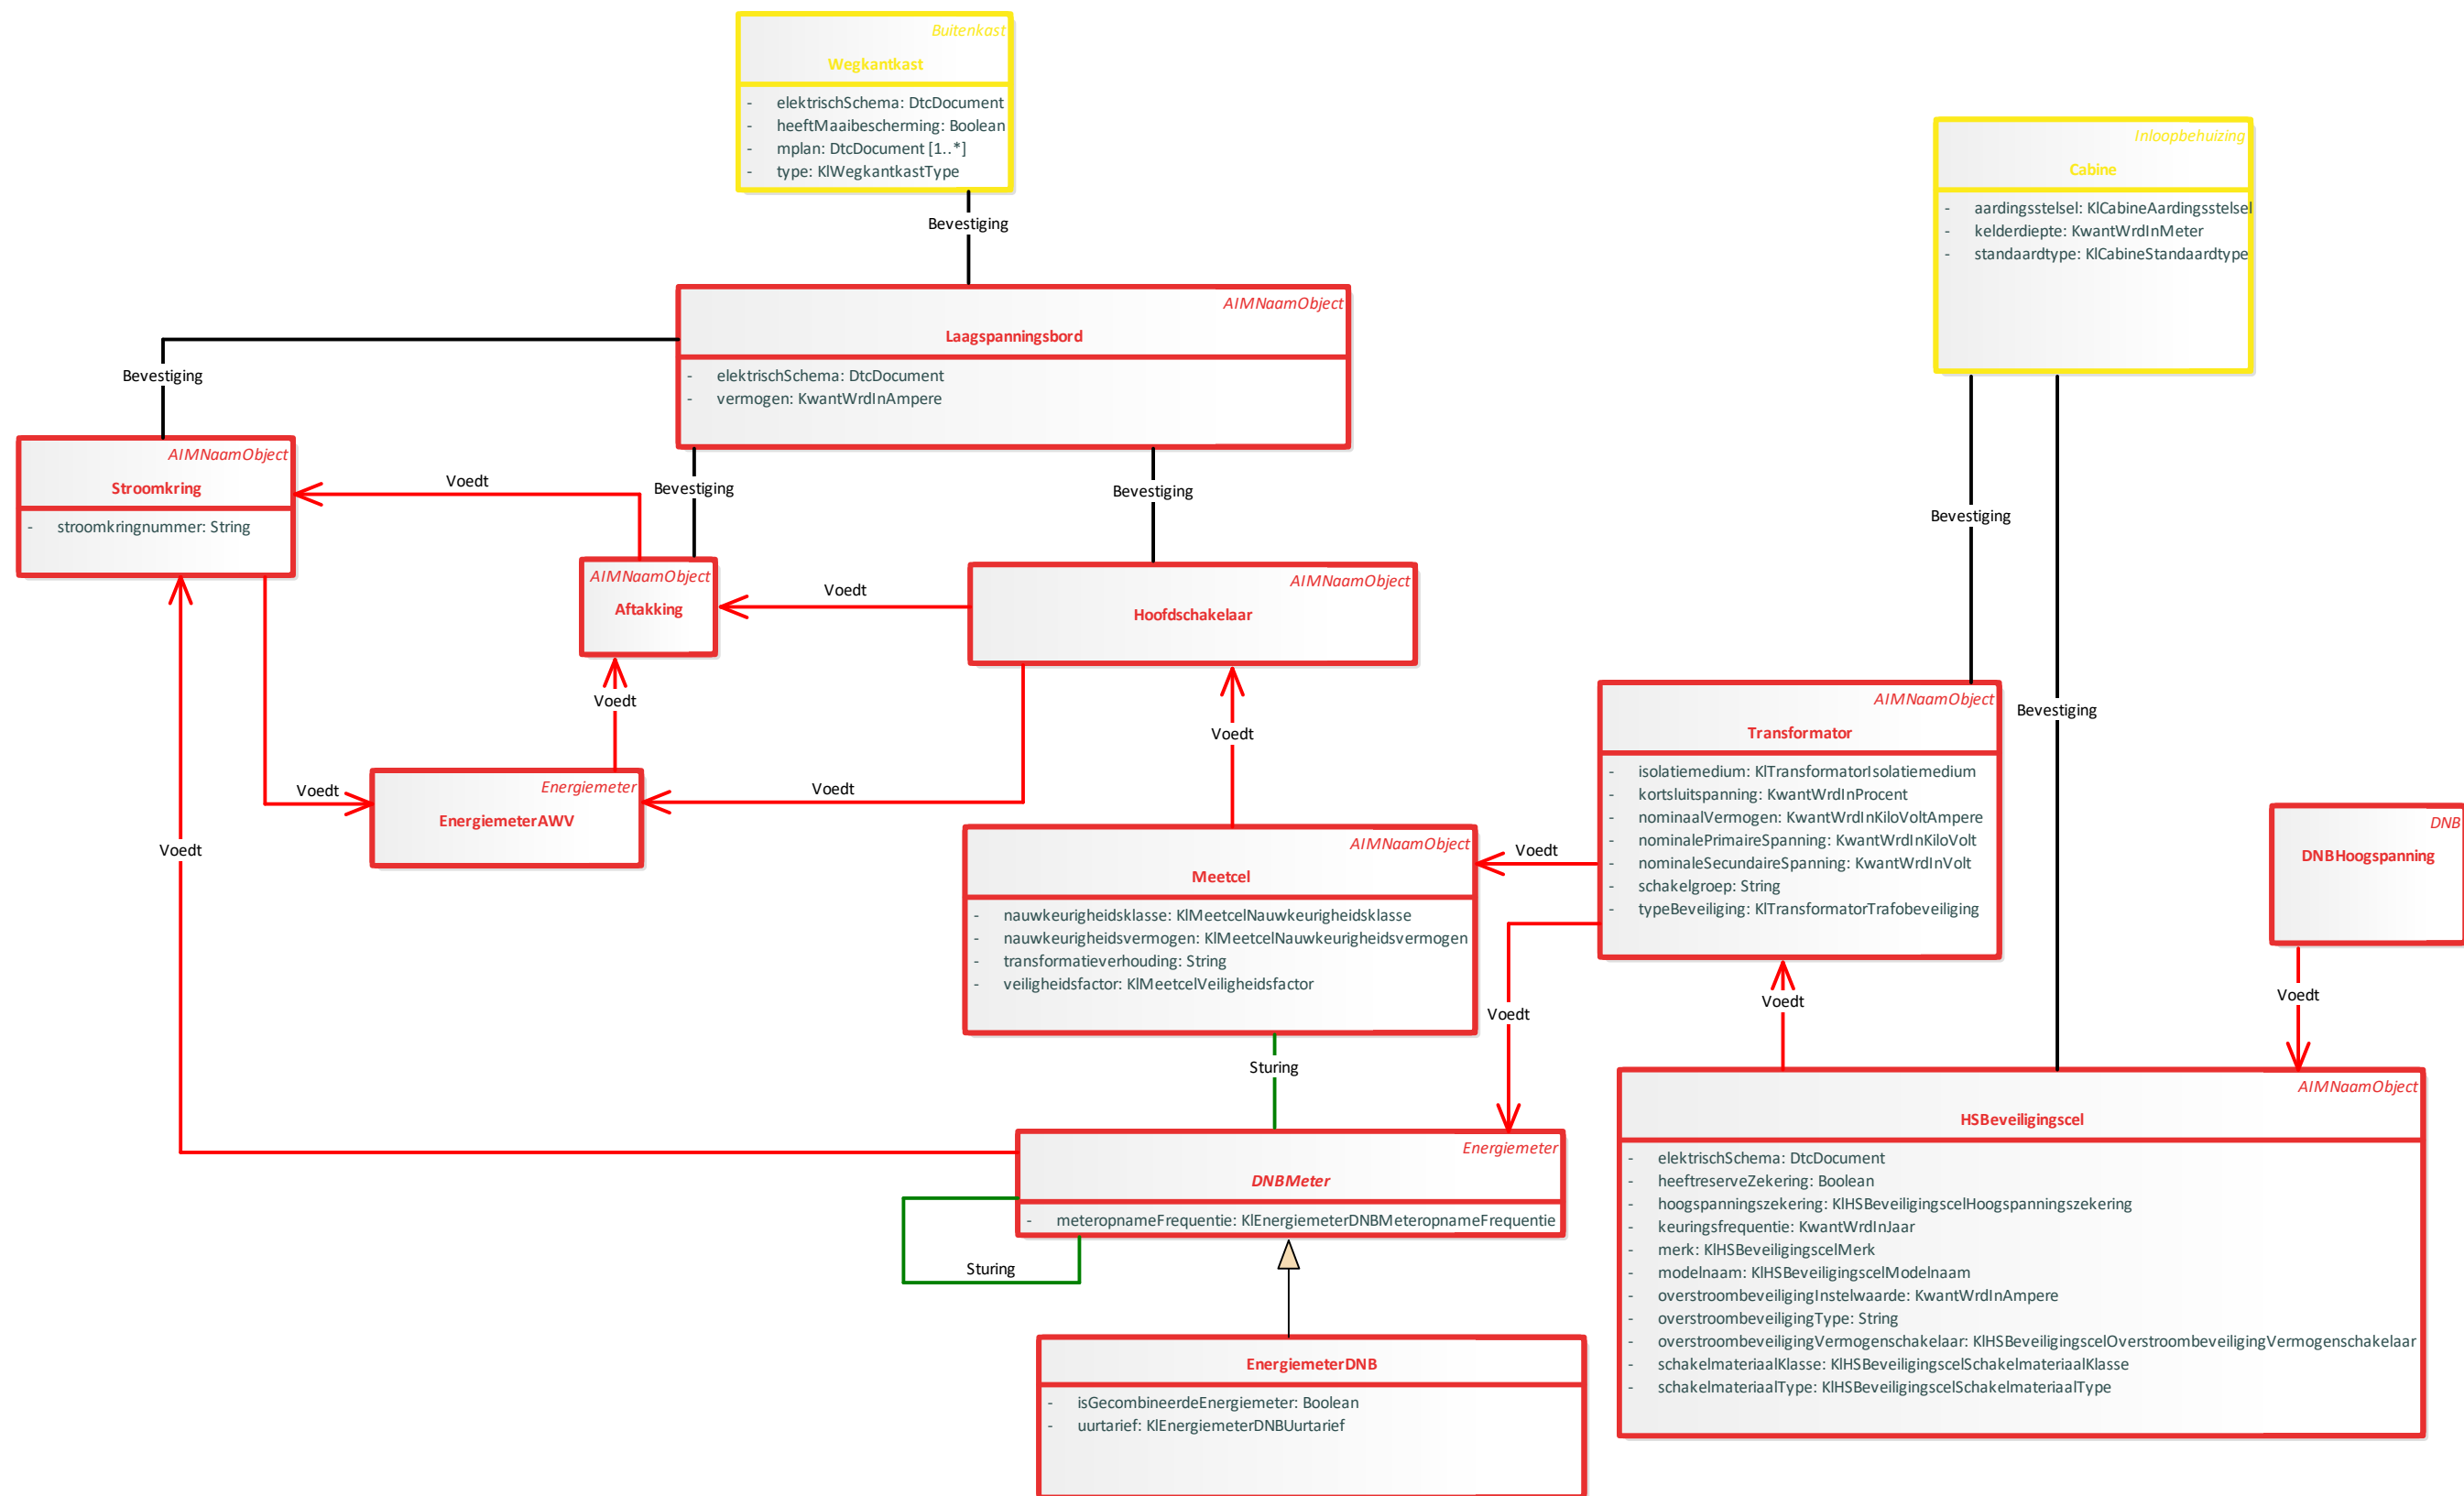 Buitenkast
Wegkantkast
- elektrischSchema: DtcDocument
- heeftMaaibescherming: Boolean
- mplan: DtcDocument [1..*]
- type: KlWegkantkastType
Inloopbehuizing
Cabine
- aardingsstelsel: KlCabineAardingsstelsel
- kelderdiepte: KwantWrdInMeter
- standaardtype: KlCabineStandaardtype
Bevestiging
AIMNaamObject
Laagspanningsbord
- elektrischSchema: DtcDocument
- vermogen: KwantWrdInAmpere
Bevestiging
AIMNaamObject
Stroomkring
- stroomkringnummer: String
Voedt
Bevestiging
Bevestiging
Bevestiging
AIMNaamObject
Aftakking
Voedt
AIMNaamObject
Hoofdschakelaar
Voedt
Voedt
Bevestiging
AIMNaamObject
Transformator
- isolatiemedium: KlTransformatorIsolatiemedium
- kortsluitspanning: KwantWrdInProcent
- nominaalVermogen: KwantWrdInKiloVoltAmpere
- nominalePrimaireSpanning: KwantWrdInKiloVolt
- nominaleSecundaireSpanning: KwantWrdInVolt
- schakelgroep: String
- typeBeveiliging: KlTransformatorTrafobeveiliging
Voedt
Energiemeter
EnergiemeterAWV
Voedt
Voedt
AIMNaamObject
Meetcel
- nauwkeurigheidsklasse: KlMeetcelNauwkeurigheidsklasse
- nauwkeurigheidsvermogen: KlMeetcelNauwkeurigheidsvermogen
- transformatieverhouding: String
- veiligheidsfactor: KlMeetcelVeiligheidsfactor
Voedt
DNB
DNBHoogspanning
Voedt
Voedt
Voedt
Sturing
Energiemeter
DNBMeter
- meteropnameFrequentie: KlEnergiemeterDNBMeteropnameFrequentie
Sturing
AIMNaamObject
HSBeveiligingscel
- elektrischSchema: DtcDocument
- heeftreserveZekering: Boolean
- hoogspanningszekering: KlHSBeveiligingscelHoogspanningszekering
- keuringsfrequentie: KwantWrdInJaar
- merk: KlHSBeveiligingscelMerk
- modelnaam: KlHSBeveiligingscelModelnaam
- overstroombeveiligingInstelwaarde: KwantWrdInAmpere
- overstroombeveiligingType: String
- overstroombeveiligingVermogenschakelaar: KlHSBeveiligingscelOverstroombeveiligingVermogenschakelaar
- schakelmateriaalKlasse: KlHSBeveiligingscelSchakelmateriaalKlasse
- schakelmateriaalType: KlHSBeveiligingscelSchakelmateriaalType
EnergiemeterDNB
- isGecombineerdeEnergiemeter: Boolean
- uurtarief: KlEnergiemeterDNBUurtarief